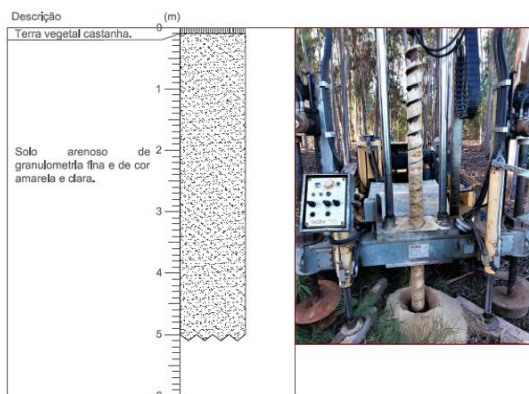 Descrição (m)
0
Terra vegetal castanha.
1
2
Solo arenoso de
granulometria fina e de cor
amarela e clara.
3
4
5